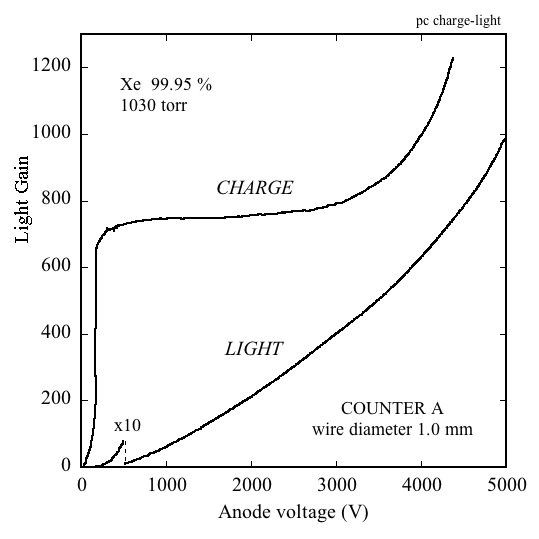 pc charge-light
1200
1000
800
600
400
200
0
Light Gain
Xe 99.95 %
1030 torr
CHARGE
LIGHT
x10
COUNTER A
wire diameter 1.0 mm
0 1000 2000 3000 4000 5000
Anode voltage (V)